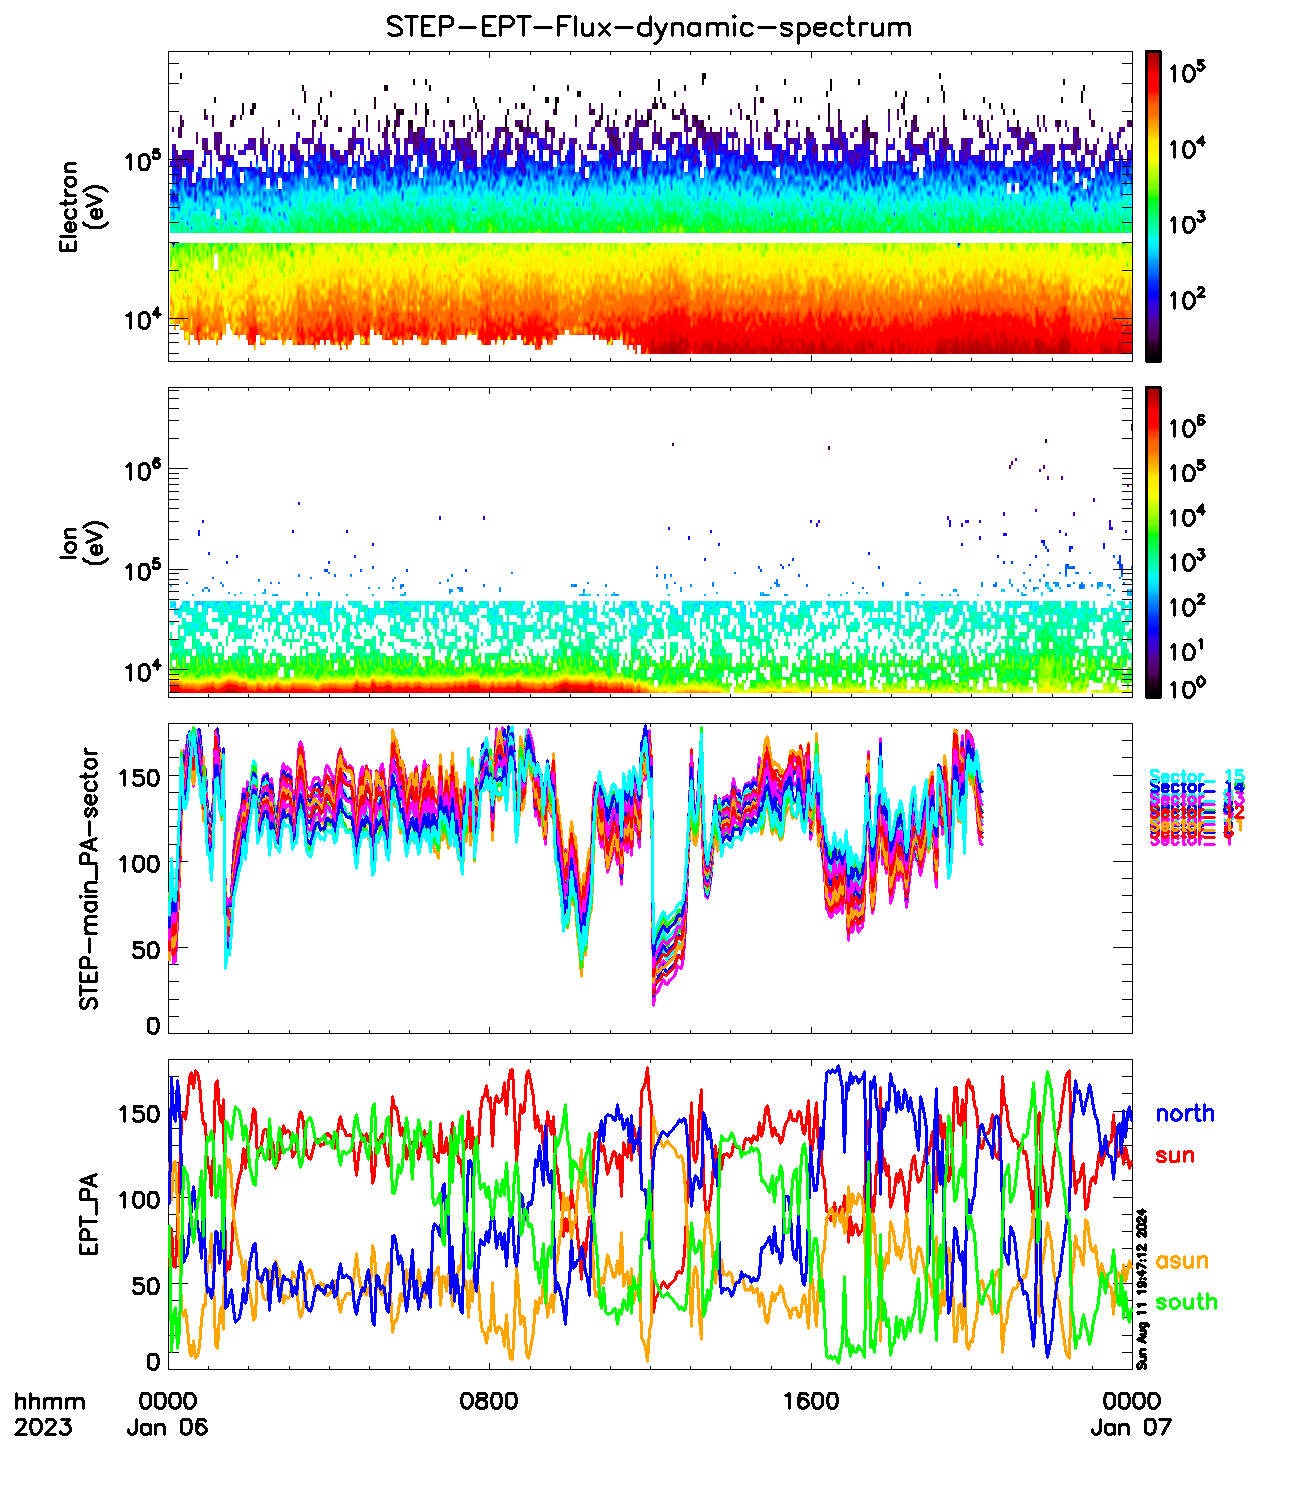 STEP-EPT-Flux-dynamic-spectrum
Electron
(eV)
10^5
10^4
10^5
10^4
10^3
10^2
Ion
(eV)
10^6
10^5
10^4
10^6
10^5
10^4
10^3
10^2
10^1
10^0
STEP-main_PA-sector
150
100
50
0
Sector_ 15
Sector_
EPT_PA
150
100
50
0
north
sun
asun
south
Sun Aug 11 19:47:12 2024
hhmm 0000 0800 1600 0000
2023 Jan 06 Jan 07